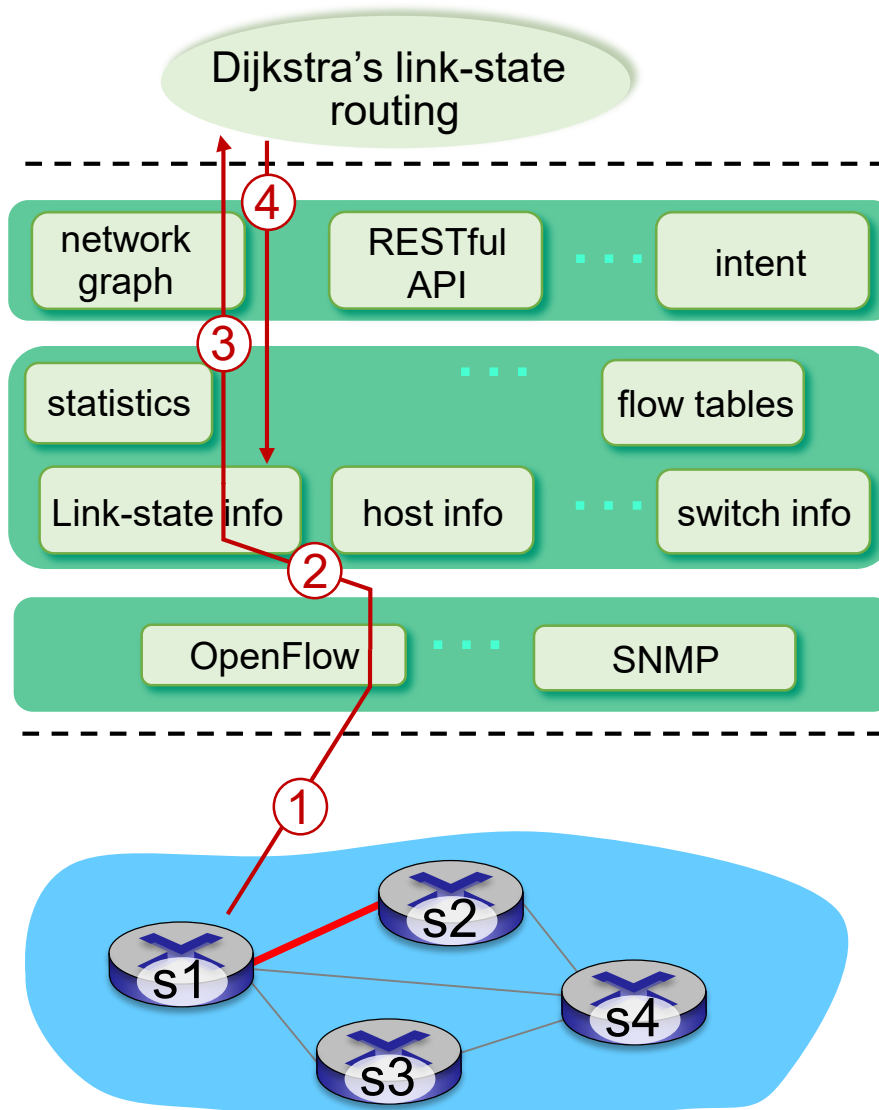 Dijkstra’s link-state
routing
4
network
graph
RESTful
API
intent
3
statistics
flow tables
Link-state info
host info
switch info
2
OpenFlow
SNMP
1
s2
s1
s4
s3